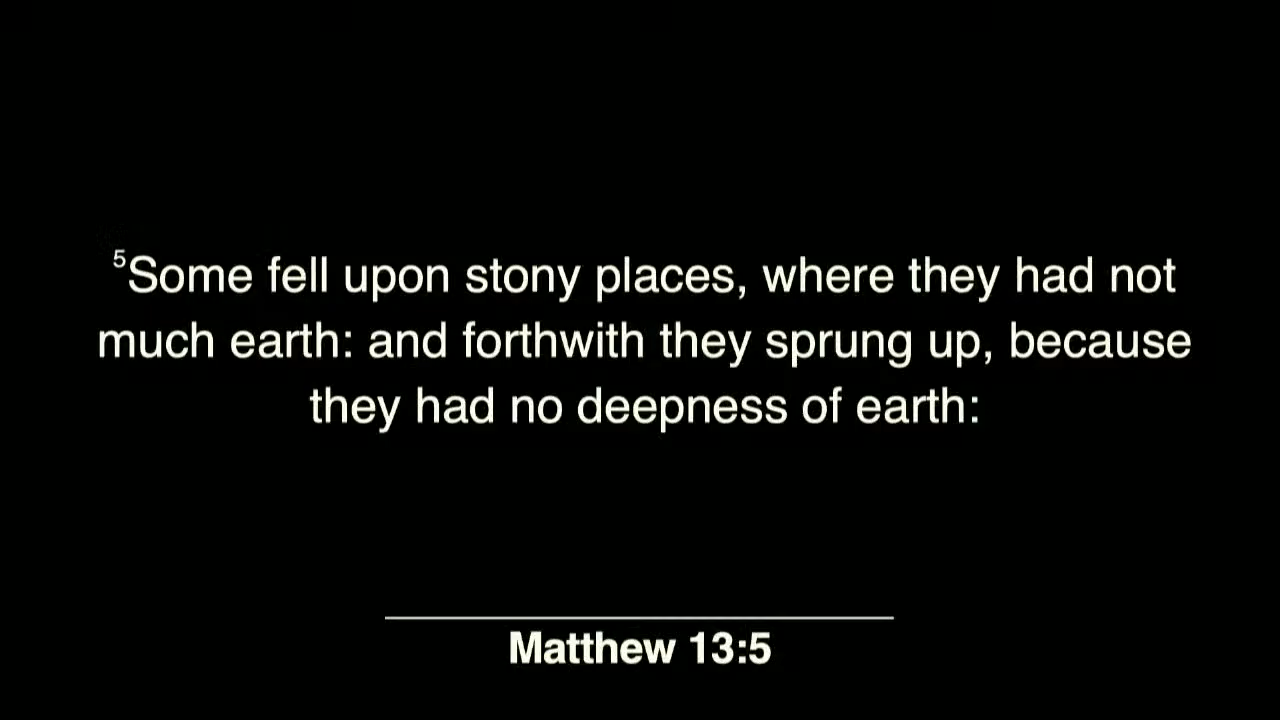 ⁵Some fell upon stony places, where they had not
much earth: and forthwith they sprung up, because
they had no deepness of earth:
Matthew 13:5